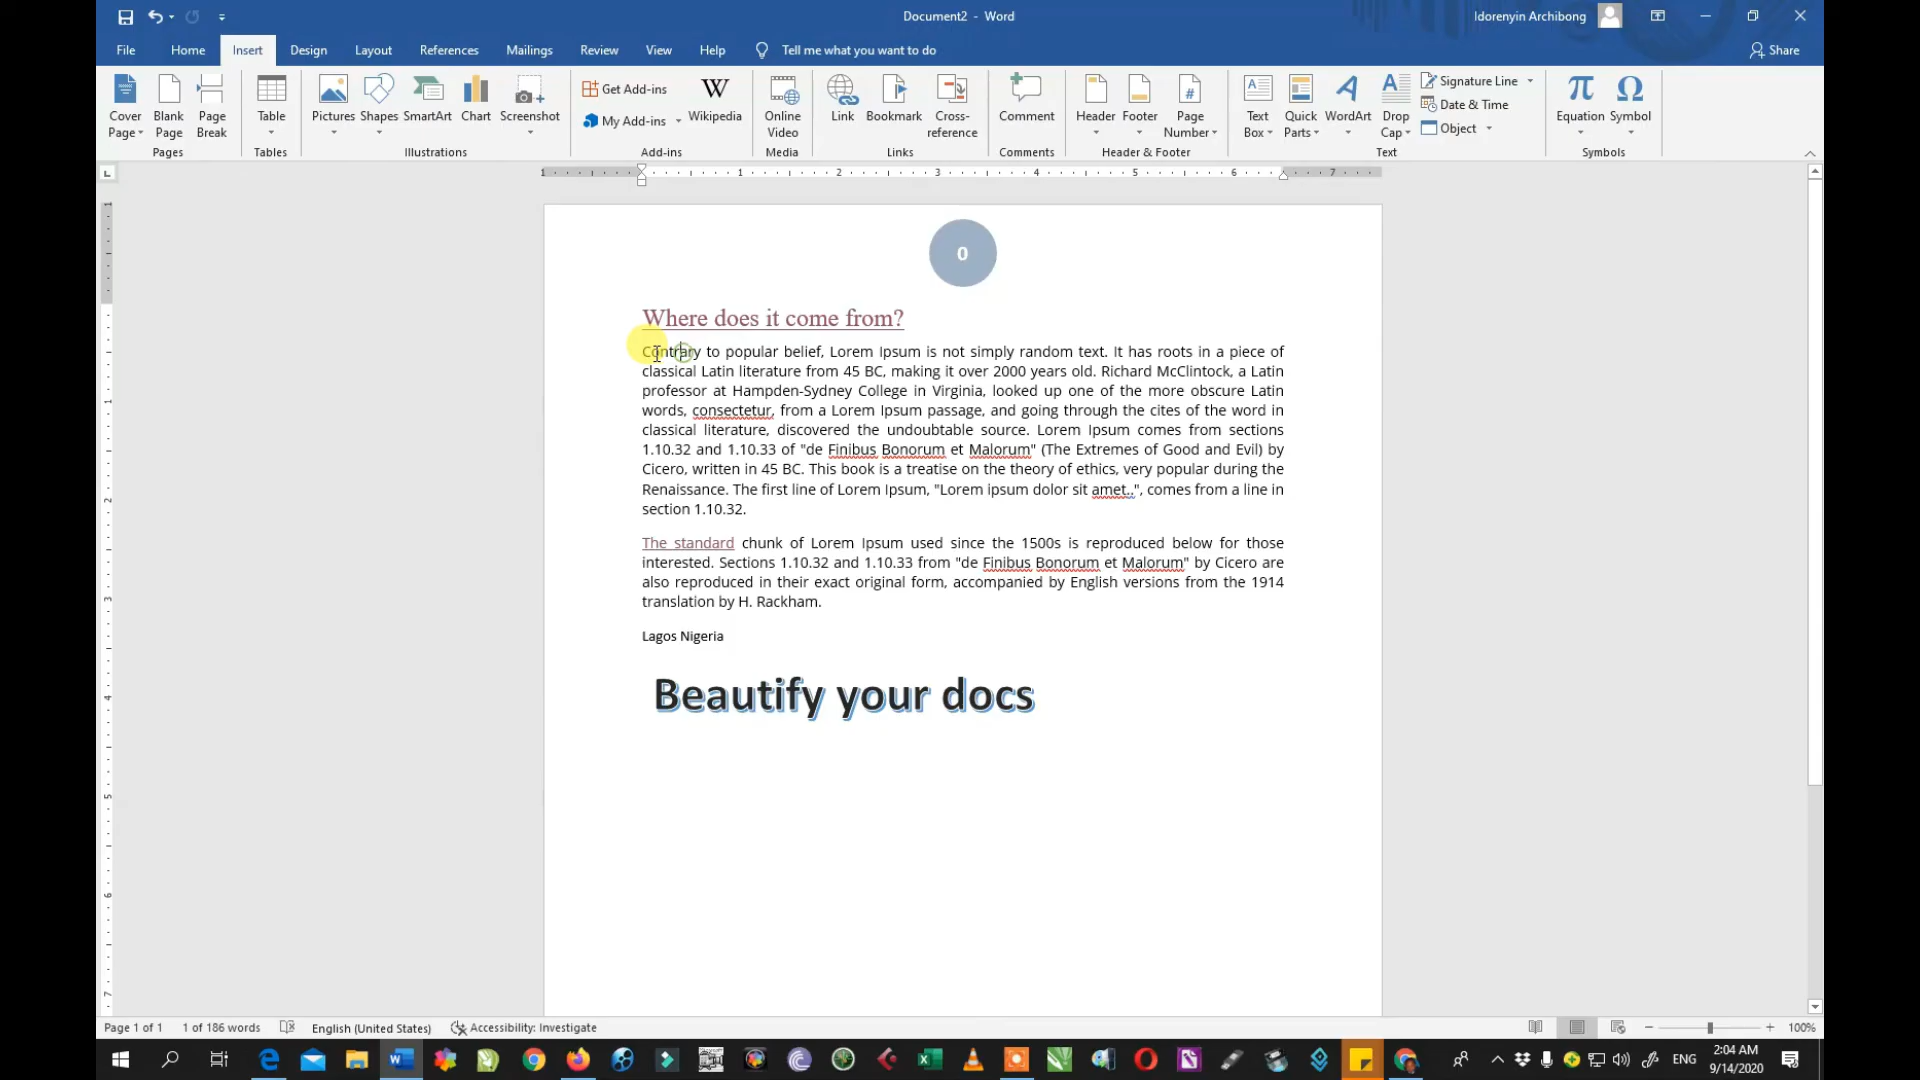 Document2 - Word
Idorenyin Archibong
File Home Insert Design Layout References Mailings Review View Help Tell me what you want to do Share
Cover Page
Blank Page
Page Break
Table
Pictures
Shapes
SmartArt
Chart
Screenshot
Get Add-ins
My Add-ins
Wikipedia
Online Video
Link
Bookmark
Cross-reference
Comment
Header
Footer
Page Number
Text Box
Quick Parts
WordArt
Drop Cap
Signature Line
Date & Time
Object
Equation
Symbol
Pages Tables Illustrations Add-ins Media Links Comments Header & Footer Text Symbols
1 1 2 3 4 5 6 7
0
Where does it come from?
Contrary to popular belief, Lorem Ipsum is not simply random text. It has roots in a piece of
classical Latin literature from 45 BC, making it over 2000 years old. Richard McClintock, a Latin
professor at Hampden-Sydney College in Virginia, looked up one of the more obscure Latin
words, consectetur, from a Lorem Ipsum passage, and going through the cites of the word in
classical literature, discovered the undoubtable source. Lorem Ipsum comes from sections
1.10.32 and 1.10.33 of "de Finibus Bonorum et Malorum" (The Extremes of Good and Evil) by
Cicero, written in 45 BC. This book is a treatise on the theory of ethics, very popular during the
Renaissance. The first line of Lorem Ipsum, "Lorem ipsum dolor sit amet..", comes from a line in
section 1.10.32.
The standard chunk of Lorem Ipsum used since the 1500s is reproduced below for those
interested. Sections 1.10.32 and 1.10.33 from "de Finibus Bonorum et Malorum" by Cicero are
also reproduced in their exact original form, accompanied by English versions from the 1914
translation by H. Rackham.
Lagos Nigeria
Beautify your docs
Page 1 of 1 1 of 186 words English (United States) Accessibility: Investigate 100%
ENG
2:04 AM
9/14/2020